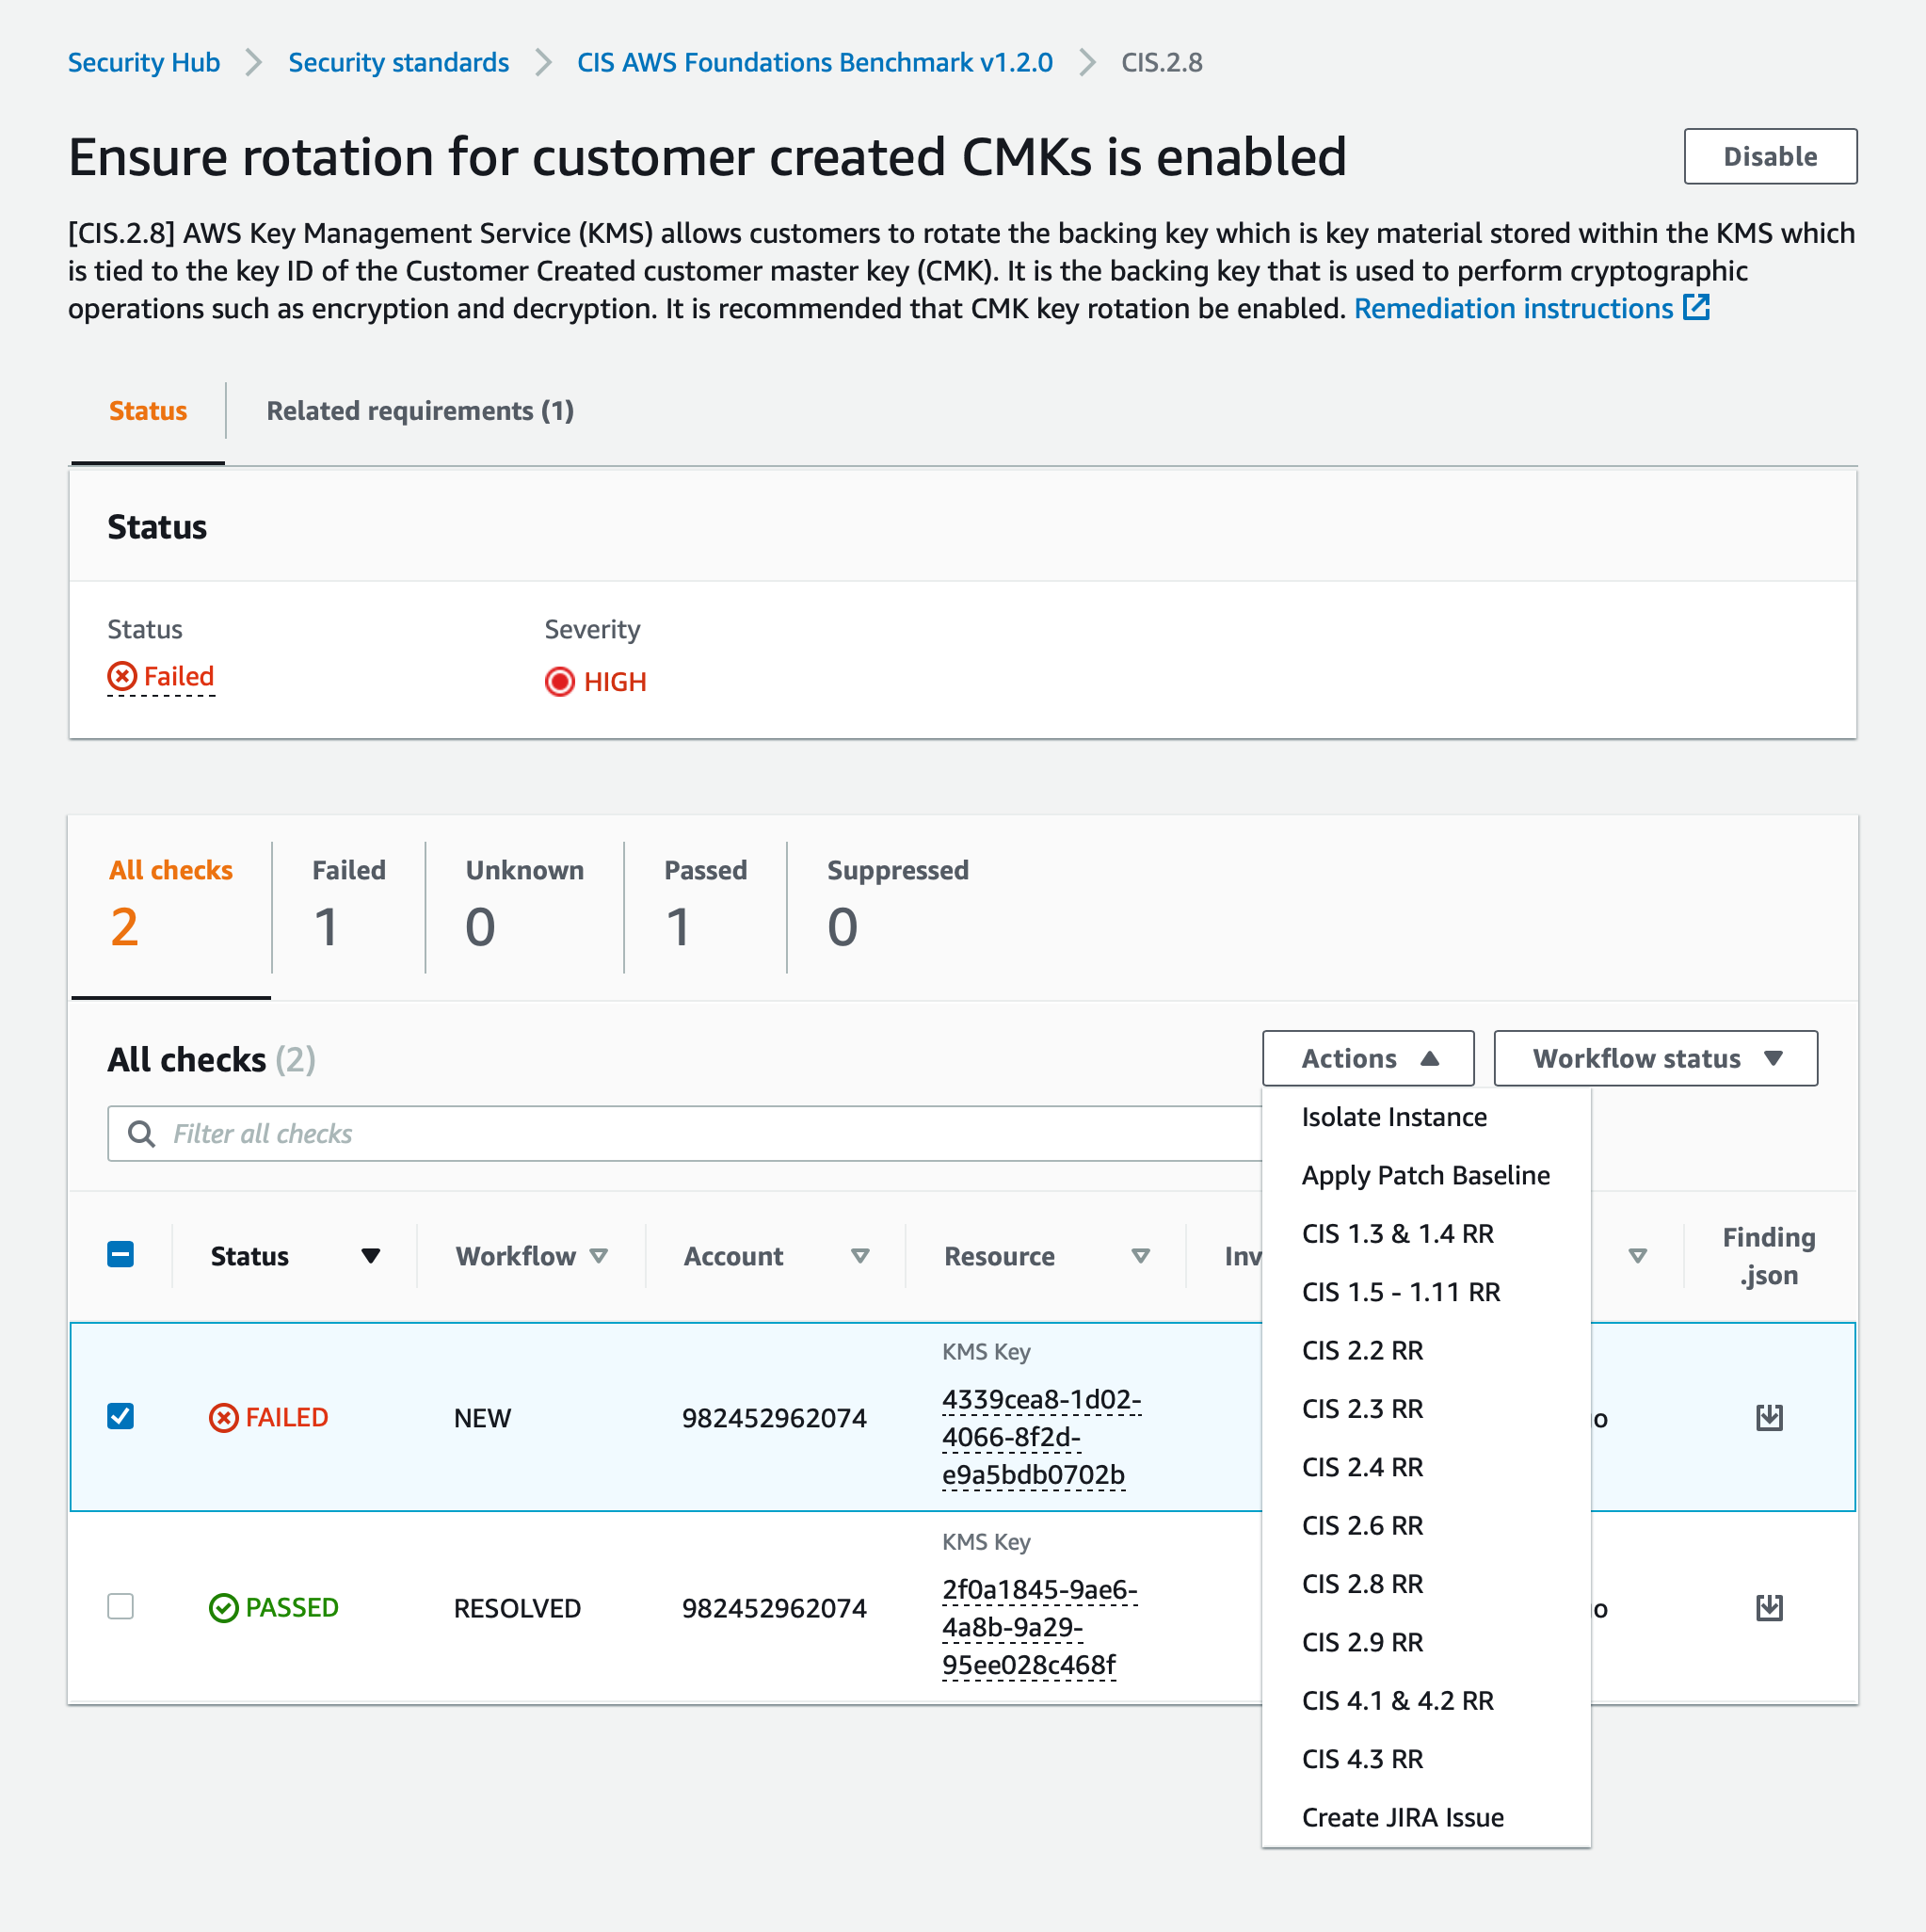 Security Hub > Security standards > CIS AWS Foundations Benchmark v1.2.0 > CIS.2.8
Ensure rotation for customer created CMKs is enabled
Disable
[CIS.2.8] AWS Key Management Service (KMS) allows customers to rotate the backing key which is key material stored within the KMS which
is tied to the key ID of the Customer Created customer master key (CMK). It is the backing key that is used to perform cryptographic
operations such as encryption and decryption. It is recommended that CMK key rotation be enabled. Remediation instructions
Status
Related requirements (1)
Status
Status
Severity
Failed
HIGH
All checks
Failed
Unknown
Passed
Suppressed
2
1
0
1
0
All checks (2)
Actions
Workflow status
Filter all checks
Isolate Instance
Apply Patch Baseline
CIS 1.3 & 1.4 RR
CIS 1.5 - 1.11 RR
CIS 2.2 RR
CIS 2.3 RR
CIS 2.4 RR
CIS 2.6 RR
CIS 2.8 RR
CIS 2.9 RR
CIS 4.1 & 4.2 RR
CIS 4.3 RR
Create JIRA Issue
Status
Workflow
Account
Resource
Finding
.json
FAILED
NEW
982452962074
KMS Key
4339cea8-1d02-
4066-8f2d-
e9a5bdb0702b
PASSED
RESOLVED
982452962074
KMS Key
2f0a1845-9ae6-
4a8b-9a29-
95ee028c468f